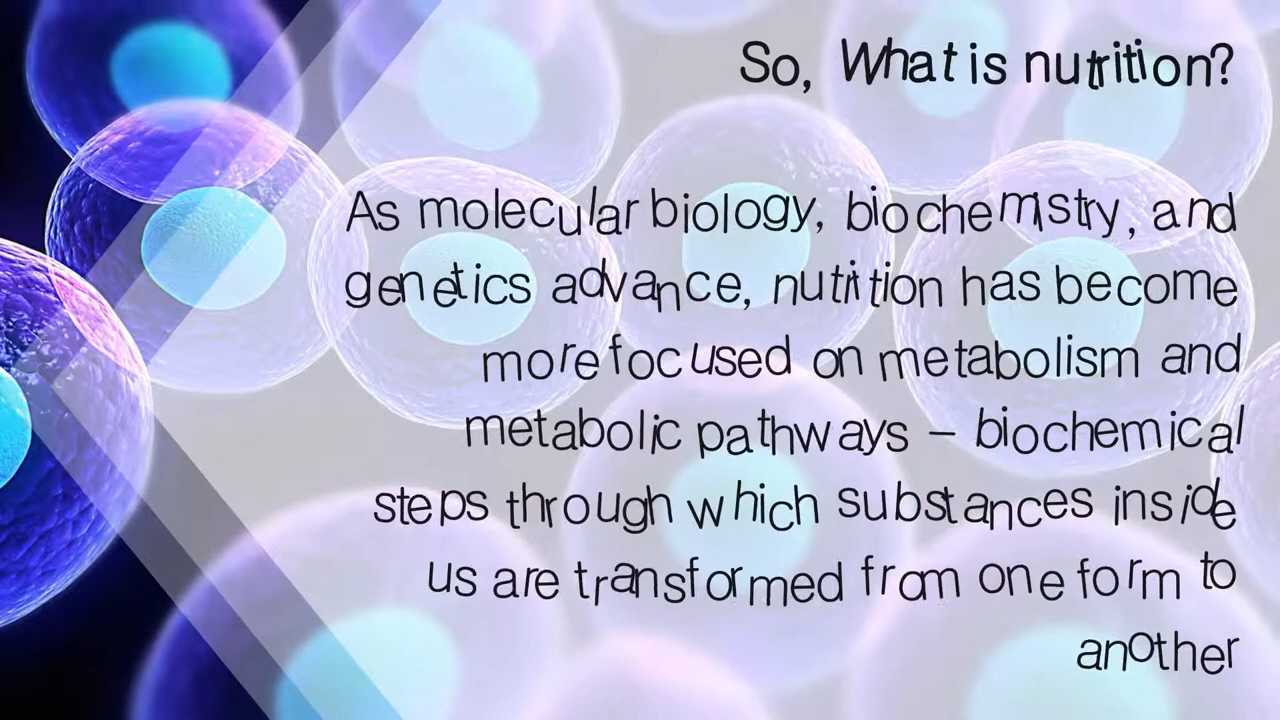 So, What is nutrition?
As molecular biology, biochemistry, and
genetics advance, nutrition has become
more focused on metabolism and
metabolic pathways – biochemical
steps through which substances inside
us are transformed from one form to
another